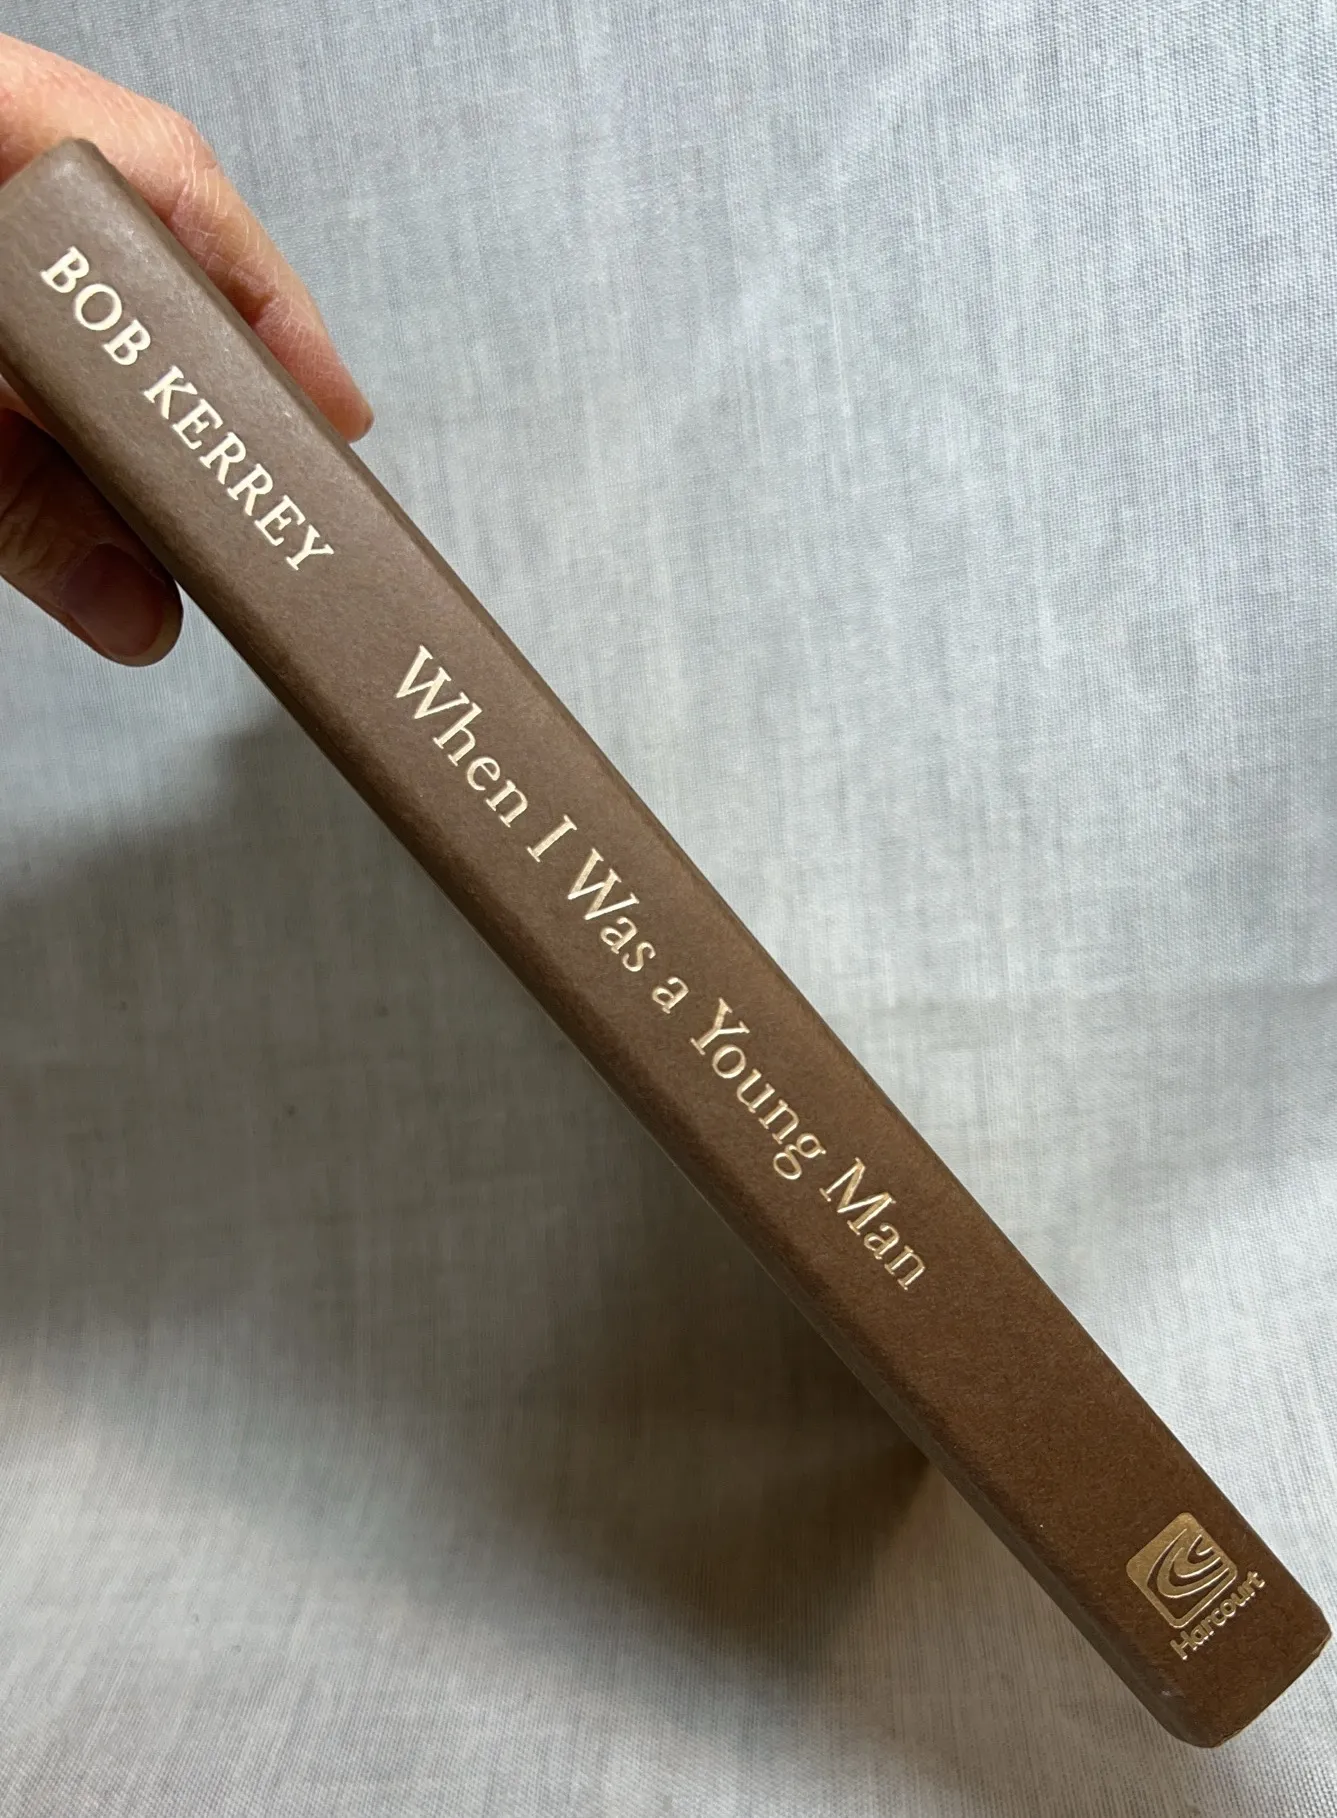 BOB KERREY
When I Was a Young Man
Harcourt